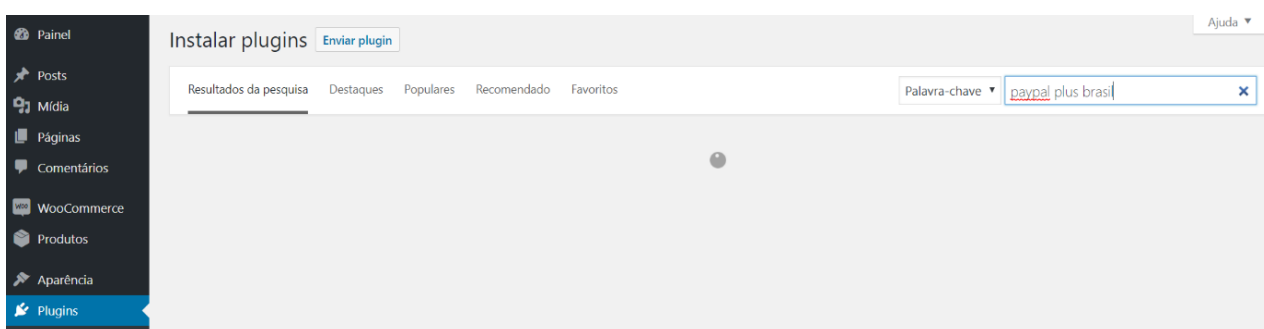 Ajuda ▼
Painel
Instalar plugins Enviar plugin
Posts
Resultados da pesquisa Destaques Populares Recomendado Favoritos Palavra-chave ▼ paypal plus brasil ×
Mídia
Páginas
Comentários
WOO WooCommerce
Produtos
Aparência
Plugins